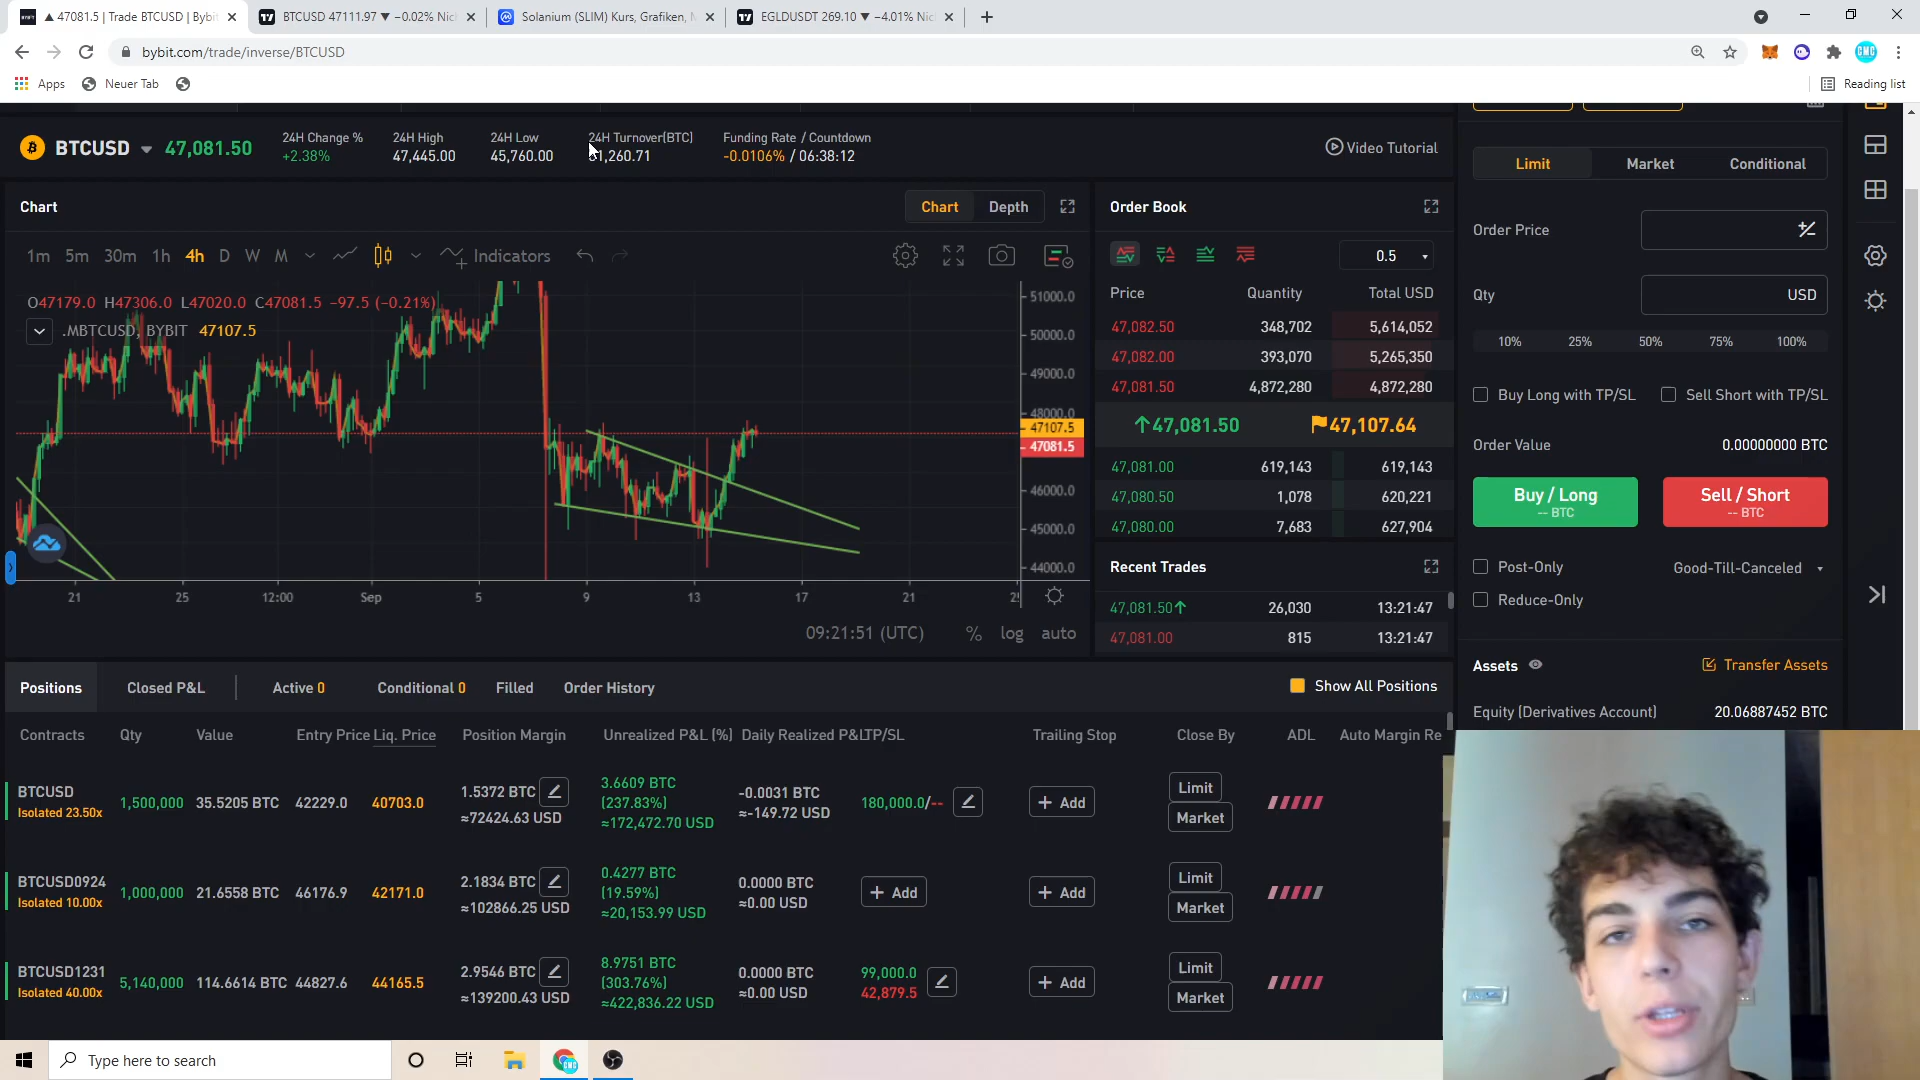 47081.5 | Trade BTCUSD | Bybit
BTCUSD 47111.97 ▼ −0.02% Nic
Solanium (SLIM) Kurs, Grafiken, M
EGLDUSDT 269.10 ▼ −4.01% Nic
bybit.com/trade/inverse/BTCUSD
Apps
Neuer Tab
Reading list
BTCUSD
47,081.50
24H Change %
+2.38%
24H High
47,445.00
24H Low
45,760.00
24H Turnover(BTC)
1,260.71
Funding Rate / Countdown
-0.0106% / 06:38:12
Video Tutorial
Chart
Chart
Depth
1m 5m 30m 1h 4h D W M
Indicators
O47179.0 H47306.0 L47020.0 C47081.5 −97.5 (−0.21%)
.MBTCUSD, BYBIT 47107.5
51000.0
50000.0
49000.0
48000.0
47107.5
47081.5
46000.0
45000.0
44000.0
21 25 12:00 Sep 5 9 13 17 21
09:21:51 (UTC) % log auto
Order Book
0.5
Price Quantity Total USD
47,082.50 348,702 5,614,052
47,082.00 393,070 5,265,350
47,081.50 4,872,280 4,872,280
↑47,081.50 47,107.64
47,081.00 619,143 619,143
47,080.50 1,078 620,221
47,080.00 7,683 627,904
Recent Trades
47,081.50↑ 26,030 13:21:47
47,081.00 815 13:21:47
Limit Market Conditional
Order Price
Qty USD
10% 25% 50% 75% 100%
Buy Long with TP/SL Sell Short with TP/SL
Order Value 0.00000000 BTC
Buy / Long
-- BTC
Sell / Short
-- BTC
Post-Only Good-Till-Canceled
Reduce-Only
Assets Transfer Assets
Equity (Derivatives Account) 20.06887452 BTC
Positions Closed P&L Active 0 Conditional 0 Filled Order History
Show All Positions
Contracts Qty Value Entry Price Liq. Price Position Margin Unrealized P&L (%) Daily Realized P&L TP/SL Trailing Stop Close By ADL Auto Margin Re
BTCUSD
Isolated 23.50x
1,500,000 35.5205 BTC 42229.0 40703.0
1.5372 BTC
≈72424.63 USD
3.6609 BTC
(237.83%)
≈172,472.70 USD
-0.0031 BTC
≈-149.72 USD
180,000.0/--
+ Add
Limit
Market
BTCUSD0924
Isolated 10.00x
1,000,000 21.6558 BTC 46176.9 42171.0
2.1834 BTC
≈102866.25 USD
0.4277 BTC
(19.59%)
≈20,153.99 USD
0.0000 BTC
≈0.00 USD
+ Add
+ Add
Limit
Market
BTCUSD1231
Isolated 40.00x
5,140,000 114.6614 BTC 44827.6 44165.5
2.9546 BTC
≈139200.43 USD
8.9751 BTC
(303.76%)
≈422,836.22 USD
0.0000 BTC
≈0.00 USD
99,000.0
42,879.5
+ Add
Limit
Market
Type here to search